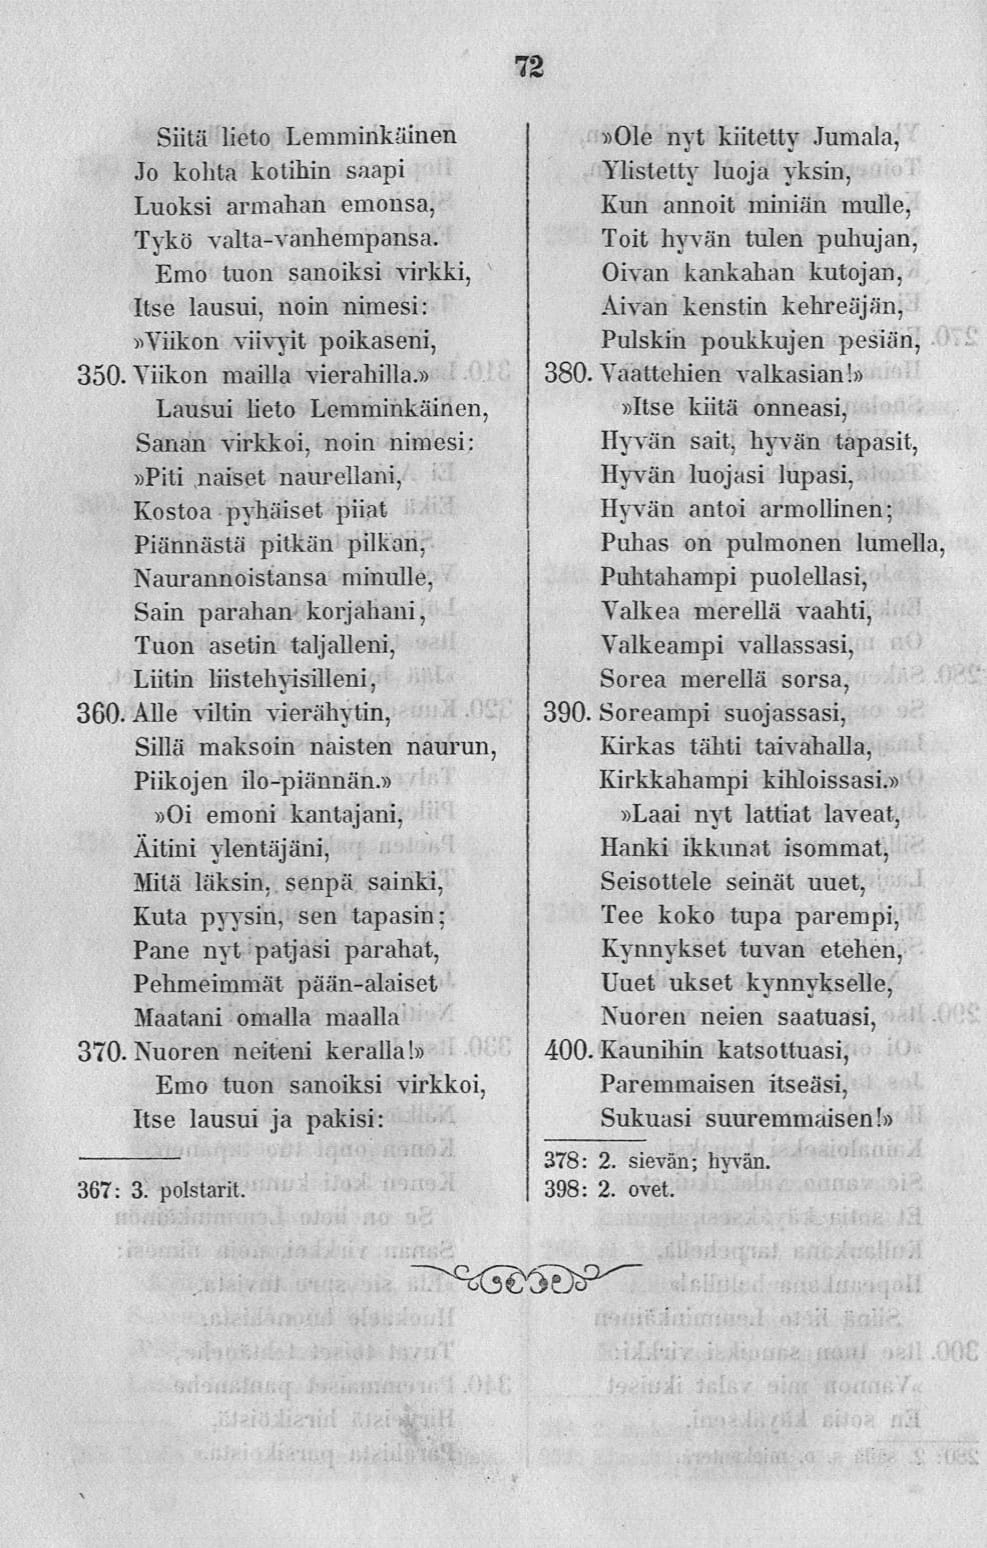 72
Siitä lieto Lemminkäinen
Jo kohta kotihin saapi
Luoksi armahan emonsa,
Tykö valta-vanhempansa.
Emo tuon sanoiksi virkki,
Itse lausui, noin nimesi:
»Viikon viivyit poikaseni,
350. Viikon mailla vierahilla.»
Lausui lieto Lemminkäinen,
Sanan virkkoi, noin nimesi:
»Piti naiset naurellani,
Kostoa pyhäiset piiat
Piännästä pitkän pilkan,
Naurannoistansa minulle,
Sain parahan korjahani,
Tuon asetin taljalleni,
Liitin liistehyisilleni,
360. Alle viltin vierähytin,
Sillä maksoin naisten naurun,
Piikojen ilo-piännän.»
»Oi emoni kantajani,
Äitini ylentäjäni,
Mitä läksin, senpä sainki,
Kuta pyysin, sen tapasin;
Pane nyt patjasi parahat,
Pehmeimmät pään-alaiset
Maatani omalla maalla
370. Nuoren neiteni keralla!»
Emo tuon sanoiksi virkkoi,
Itse lausui ja pakisi:
367: 3. polstarit.
»Ole nyt kiitetty Jumala,
Ylistetty luoja yksin,
Kun annoit miniän mulle,
Toit hyvän tulen puhujan,
Oivan kankahan kutojan,
Aivan kenstin kehreäjän,
Pulskin poukkujen pesiän,
380. Vaattehien valkasian!»
»Itse kiitä onneasi,
Hyvän sait, hyvän tapasit,
Hyvän luojasi lupasi,
Hyvän antoi armollinen;
Puhas on pulmonen lumella,
Puhtahampi puolellasi,
Valkea merellä vaahti,
Valkeampi vallassasi,
Sorea merellä sorsa,
390. Soreampi suojassasi,
Kirkas tähti taivahalla,
Kirkkahampi kihloissasi.»
»Laai nyt lattiat laveat,
Hanki ikkunat isommat,
Seisottele seinät uuet,
Tee koko tupa parempi,
Kynnykset tuvan etehen,
Uuet ukset kynnykselle,
Nuoren neien saatuasi,
400. Kaunihin katsottuasi,
Paremmaisen itseäsi,
Sukuasi suuremmaisen!»
378: 2. sievän; hyvän.
398: 2. ovet.